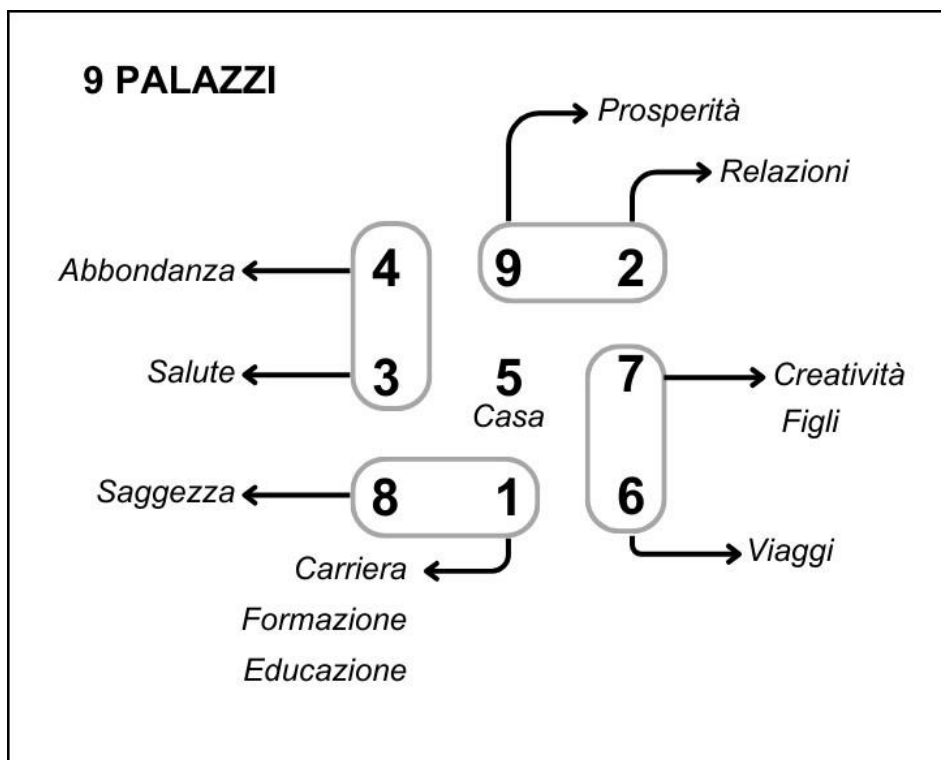 9 PALAZZI
Prosperità
Relazioni
Abbondanza
4
9
2
Salute
3
5
7
Creatività
Casa
Figli
Saggezza
8
1
6
Viaggi
Carriera
Formazione
Educazione